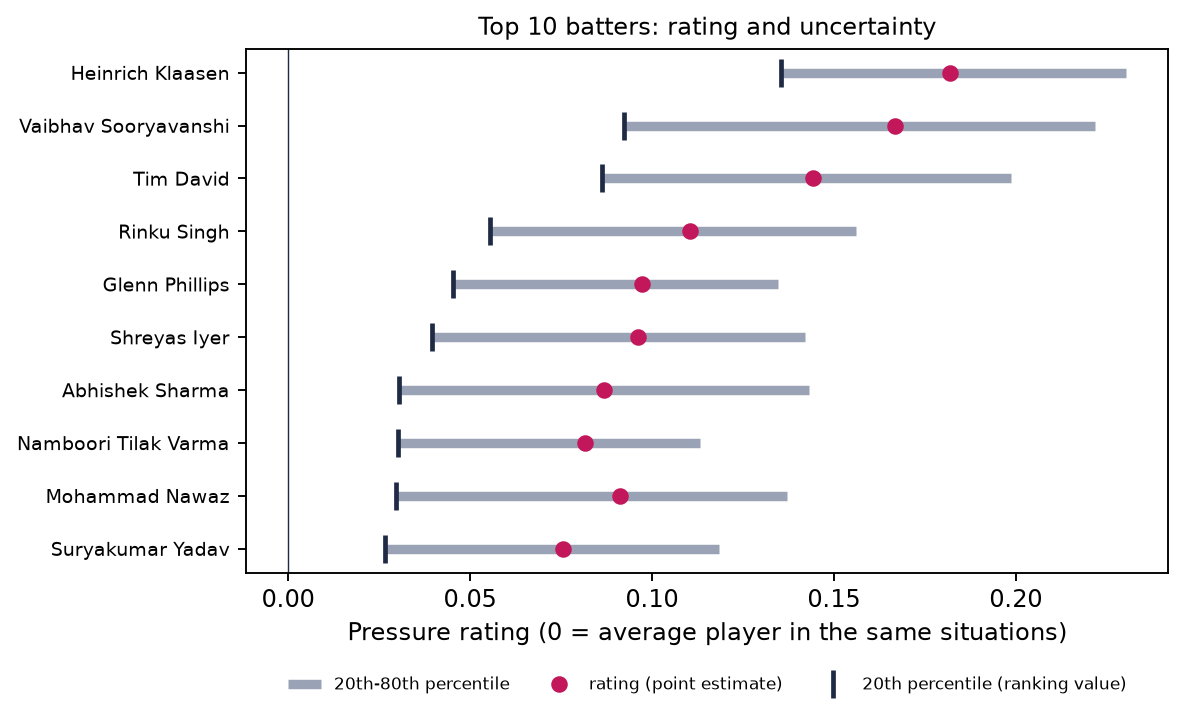 Top 10 batters: rating and uncertainty
Heinrich Klaasen
Vaibhav Sooryavanshi
Tim David
Rinku Singh
Glenn Phillips
Shreyas Iyer
Abhishek Sharma
Namboori Tilak Varma
Mohammad Nawaz
Suryakumar Yadav
0.00 0.05 0.10 0.15 0.20
Pressure rating (0 = average player in the same situations)
20th-80th percentile rating (point estimate) 20th percentile (ranking value)